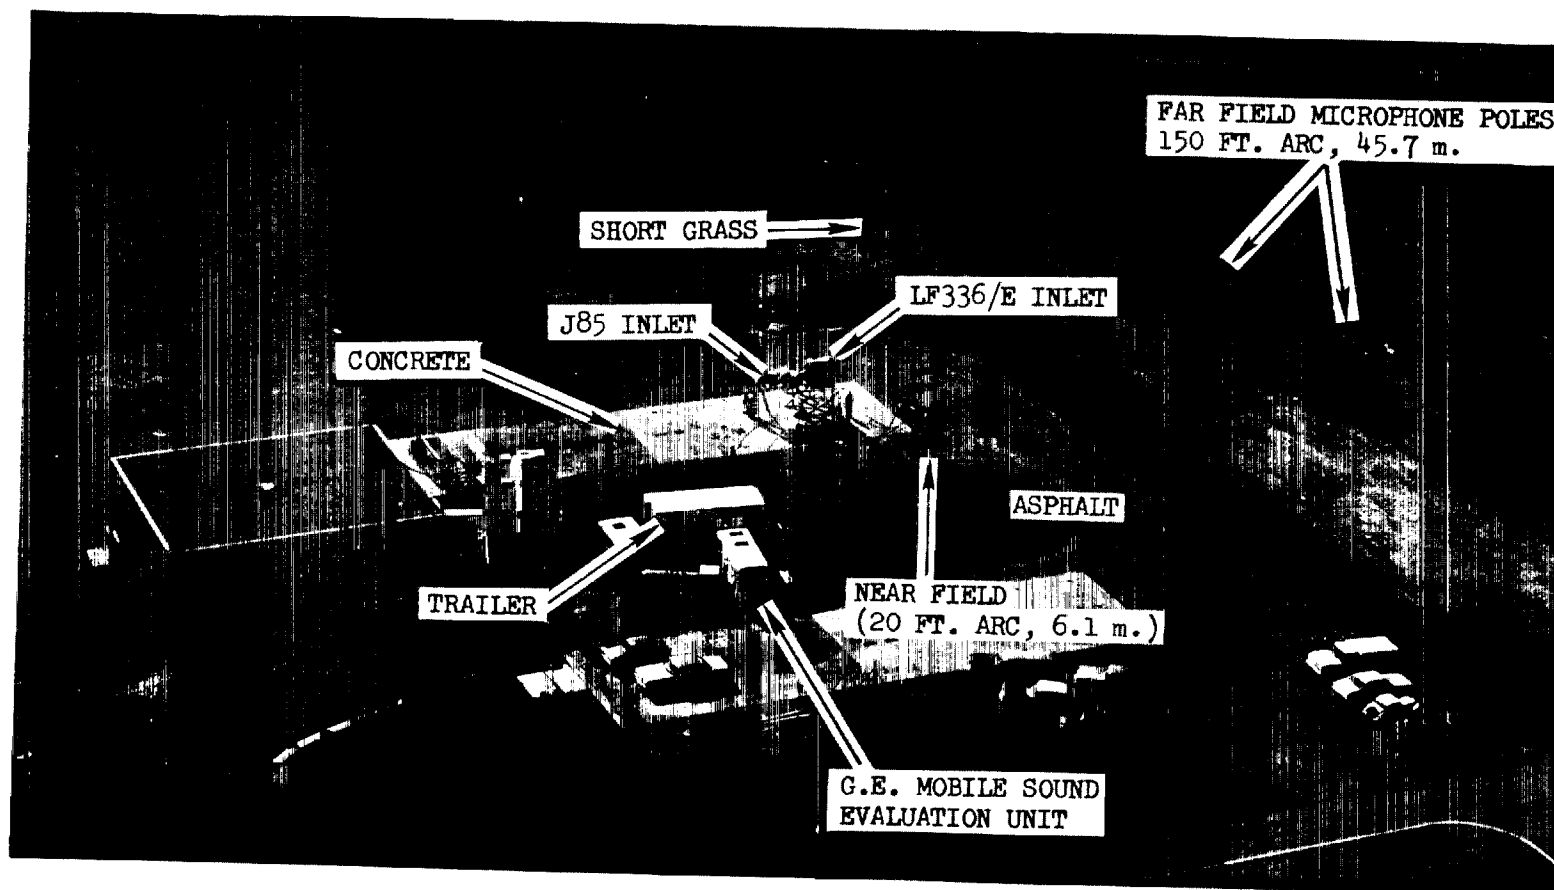 FAR FIELD MICROPHONE POLES
150 FT. ARC, 45.7 m.
SHORT GRASS
LF336/E INLET
J85 INLET
CONCRETE
ASPHALT
NEAR FIELD
(20 FT. ARC, 6.1 m.)
TRAILER
G.E. MOBILE SOUND
EVALUATION UNIT